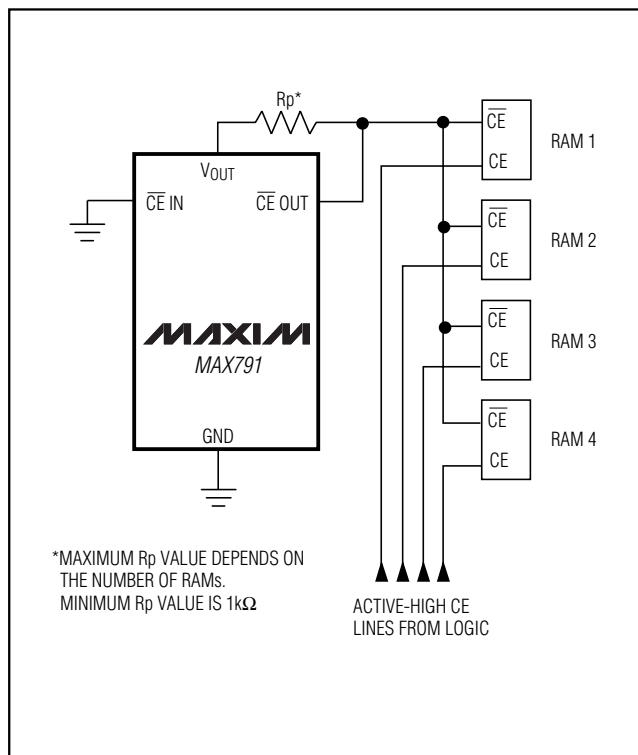 Rp*
VOUT
CE IN
CE OUT
MAXIM
MAX791
GND
CE
CE
RAM 1
CE
CE
RAM 2
CE
CE
RAM 3
CE
CE
RAM 4
*MAXIMUM Rp VALUE DEPENDS ON
THE NUMBER OF RAMs.
MINIMUM Rp VALUE IS 1kΩ
ACTIVE-HIGH CE
LINES FROM LOGIC